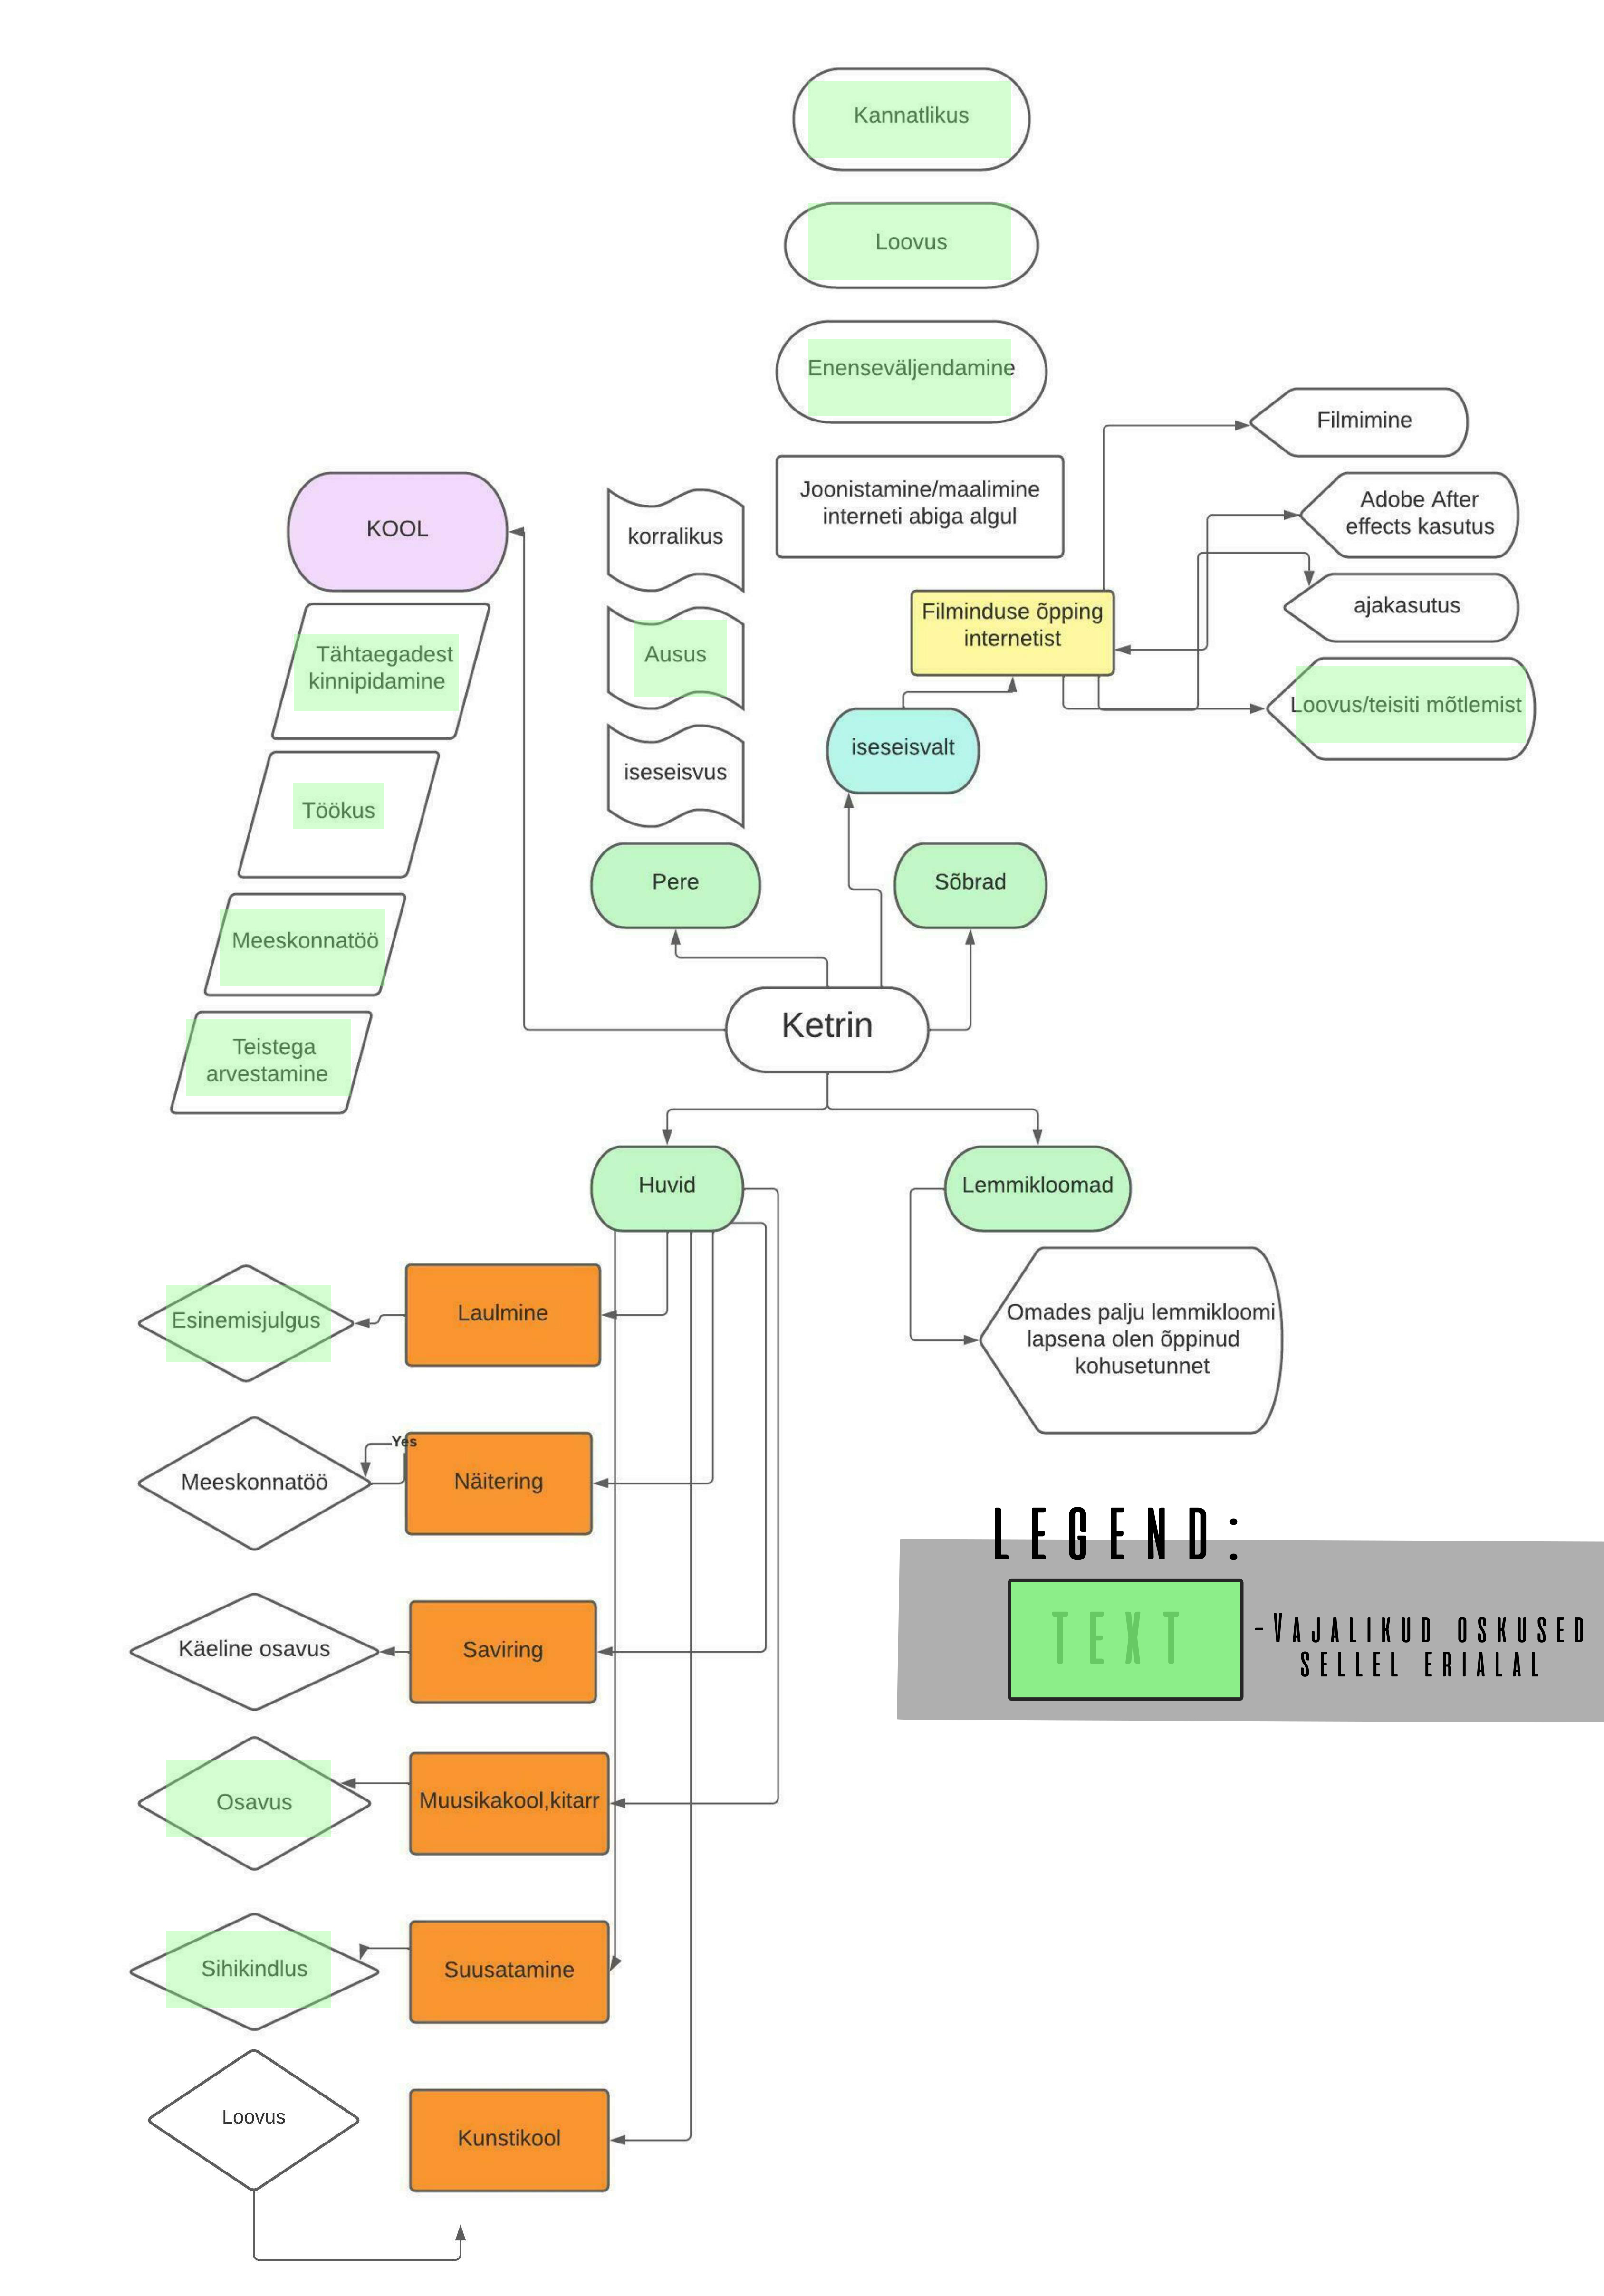 Kannatlikus
Loovus
Enenseväljendamine
Joonistamine/maalimine
interneti abiga algul
Filmimine
Adobe After
effects kasutus
ajakasutus
Loovus/teisiti mõtlemist
Filminduse õpping
internetist
iseseisvalt
KOOL
Tähtaegadest
kinnipidamine
Töökus
Meeskonnatöö
Teistega
arvestamine
korralikus
Ausus
iseseisvus
Pere
Sõbrad
Ketrin
Huvid
Lemmikloomad
Omades palju lemmikloomi
lapsena olen õppinud
kohusetunnet
Esinemisjulgus
Laulmine
Meeskonnatöö
Yes
Näitering
Käeline osavus
Saviring
Osavus
Muusikakool,kitarr
Sihikindlus
Suusatamine
Loovus
Kunstikool
LEGEND:
TEXT
-VAJALIKUD OSKUSED
SELLEL ERIALAL